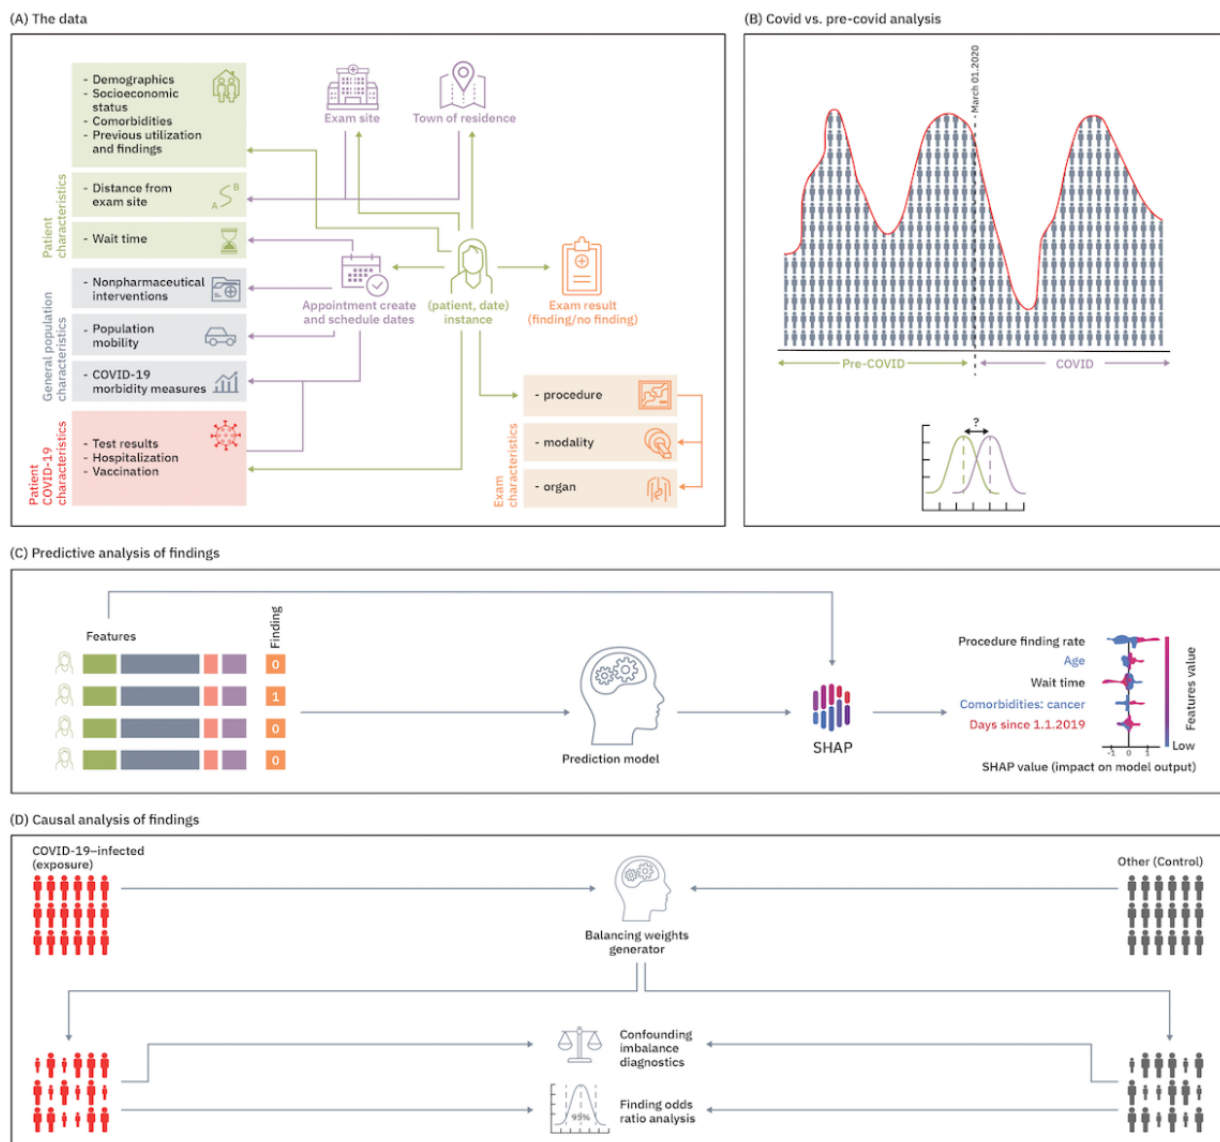 (A) The data
- Demographics
- Socioeconomic
status
- Comorbidities
- Previous utilization
and findings
- Distance from
exam site
A
B
- Wait time
Patient
characteristics
- Nonpharmaceutical
interventions
- Population
mobility
- COVID-19
morbidity measures
General population
characteristics
- Test results
- Hospitalization
- Vaccination
Patient
COVID-19
characteristics
Exam site
Town of residence
Appointment create
and schedule dates
(patient, date)
instance
Exam result
(finding/no finding)
- procedure
- modality
- organ
Exam
characteristics
(B) Covid vs. pre-covid analysis
March 01.2020
Pre-COVID
COVID
?
(C) Predictive analysis of findings
Features
Finding
0
1
0
0
Prediction model
SHAP
Procedure finding rate
Age
Wait time
Comorbidities: cancer
Days since 1.1.2019
Features value
Low
-1 0 1
SHAP value (impact on model output)
(D) Causal analysis of findings
COVID-19–infected
(exposure)
Other (Control)
Balancing weights
generator
Confounding
imbalance
diagnostics
95%
Finding odds
ratio analysis